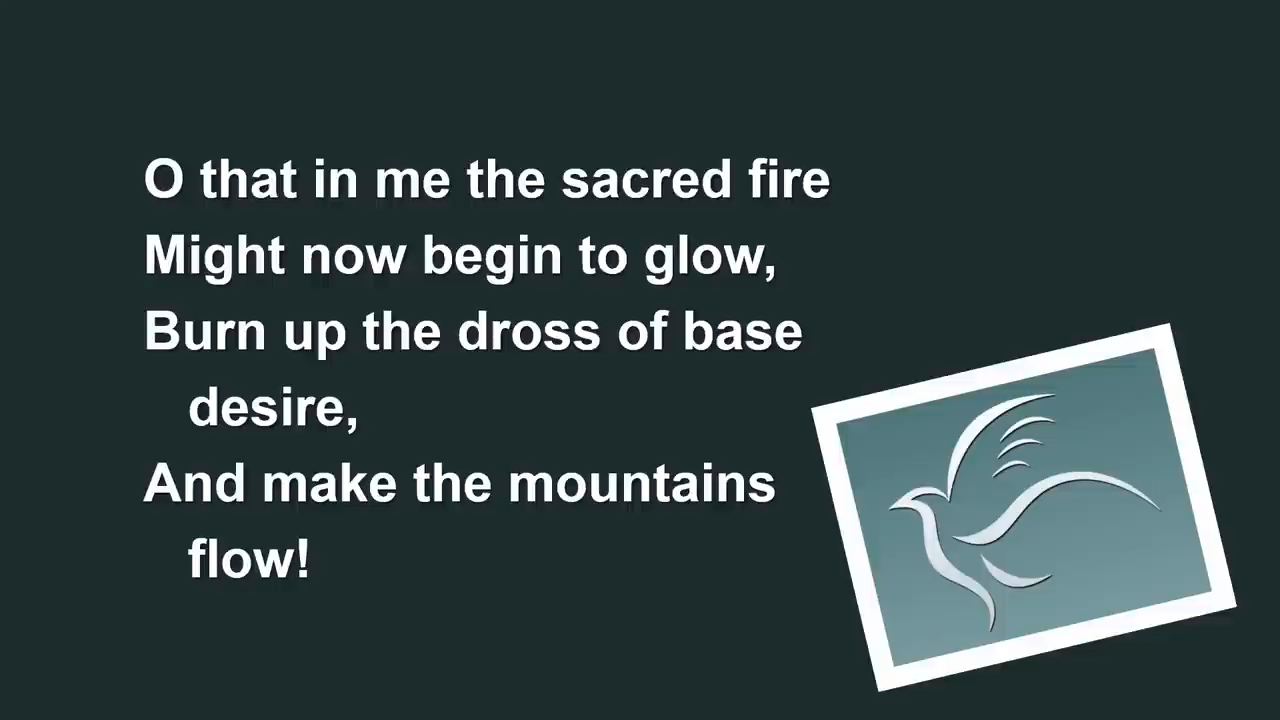 O that in me the sacred fire
Might now begin to glow,
Burn up the dross of base
desire,
And make the mountains
flow!